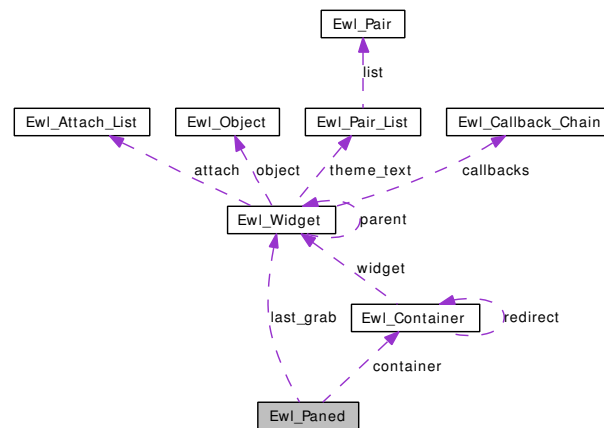 Ewl_Pair
list
Ewl_Attach_List
Ewl_Object
Ewl_Pair_List
Ewl_Callback_Chain
attach
object
theme_text
callbacks
Ewl_Widget
parent
widget
last_grab
Ewl_Container
redirect
container
Ewl_Paned